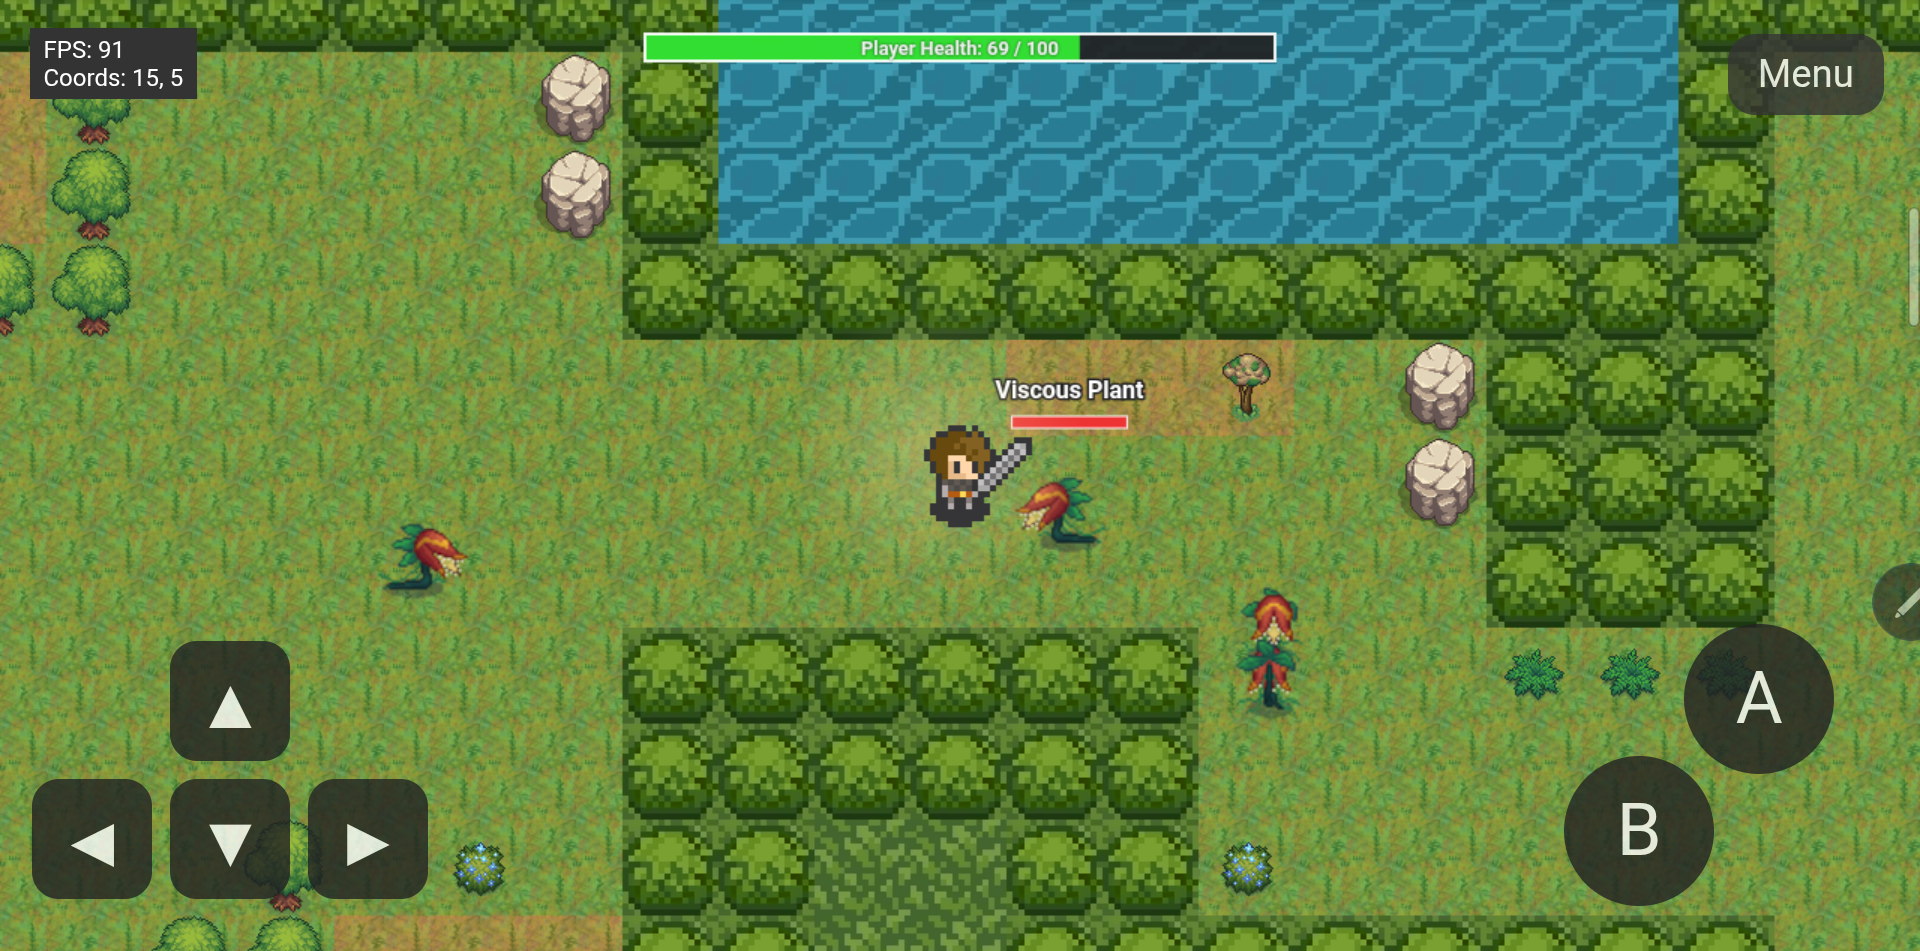 FPS: 91
Coords: 15, 5
Player Health: 69 / 100
Menu
Viscous Plant
A
B